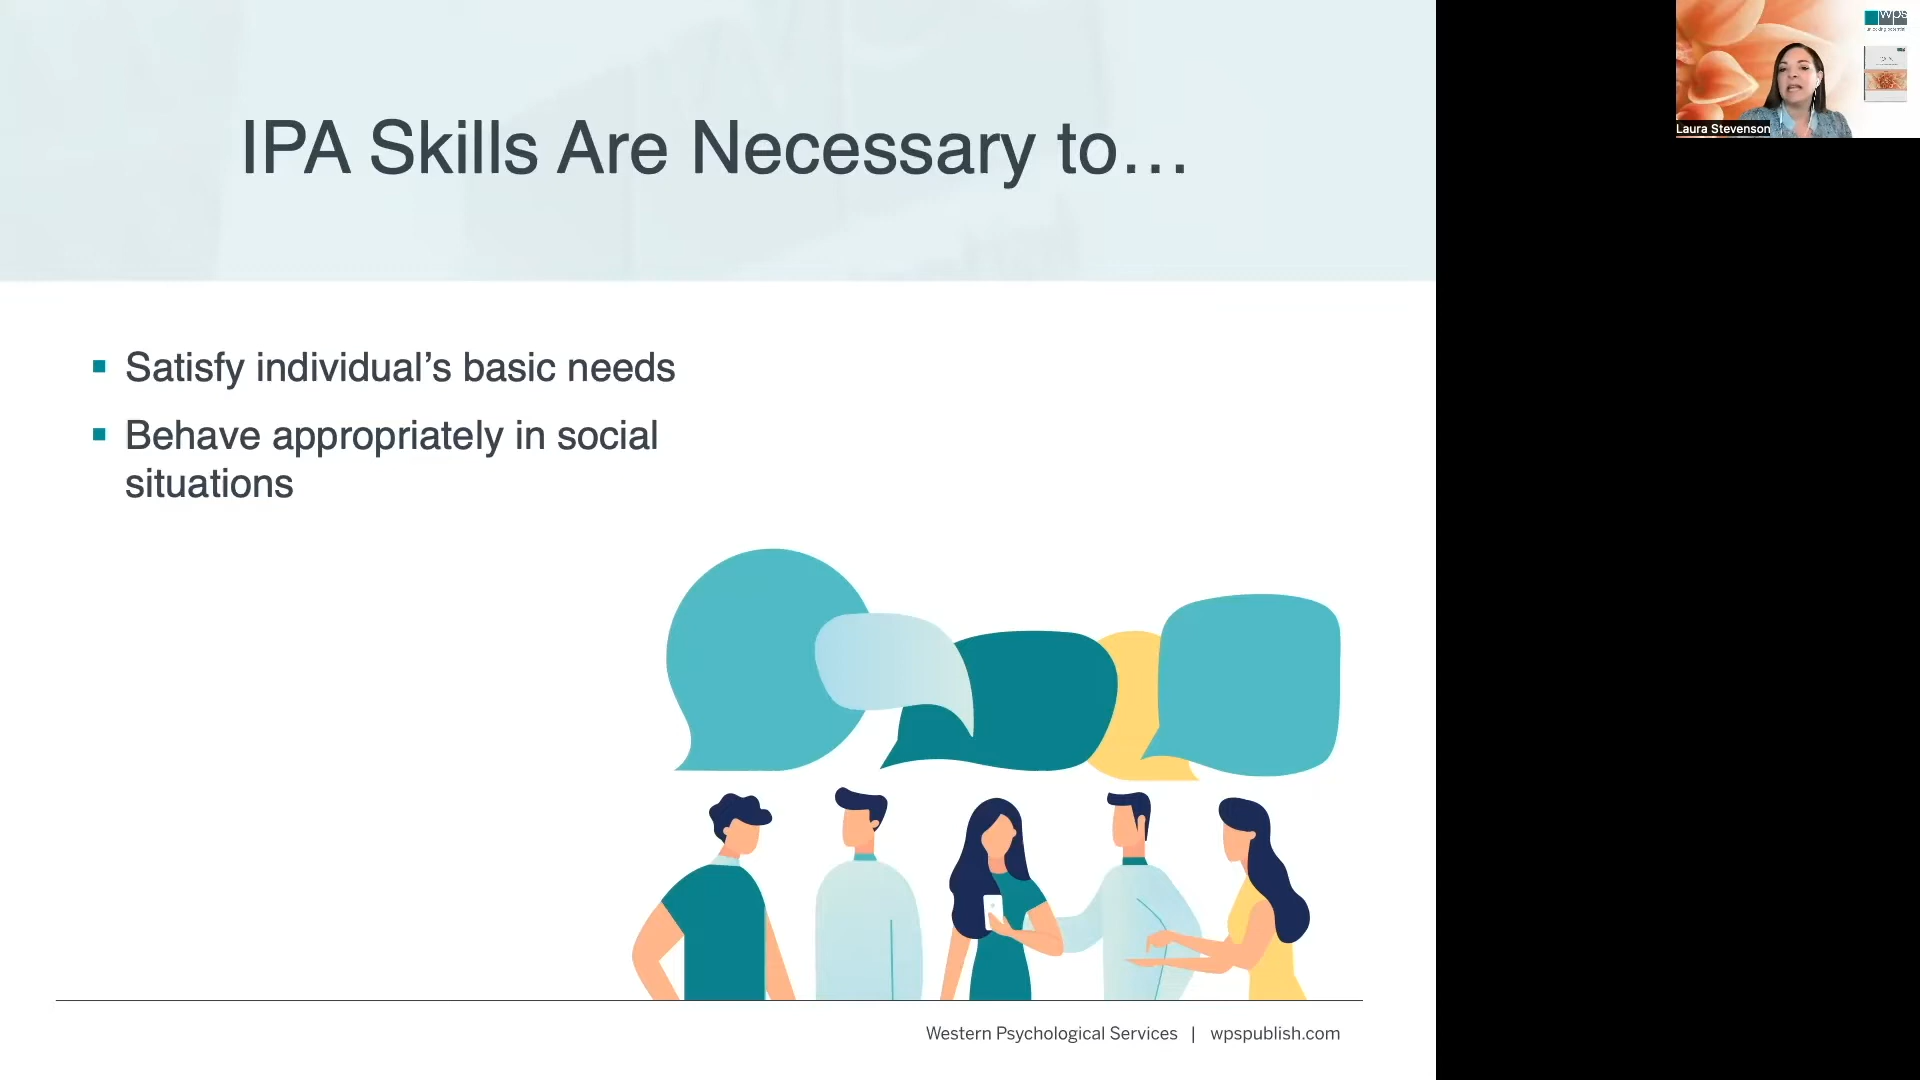 IPA Skills Are Necessary to…
Satisfy individual’s basic needs
Behave appropriately in social
situations
Western Psychological Services | wpspublish.com
wps
Laura Stevenson